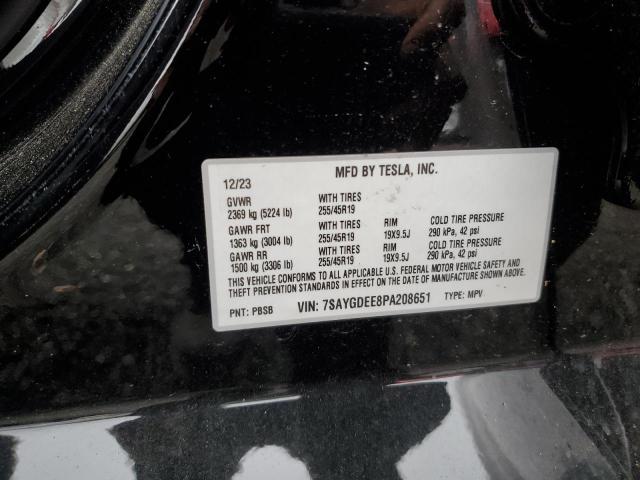 MFD BY TESLA, INC.
12/23
GVWR WITH TIRES
2369 kg (5224 lb) 255/45R19
GAWR FRT WITH TIRES RIM COLD TIRE PRESSURE
1363 kg (3004 lb) 255/45R19 19X9.5J 290 kPa, 42 psi
GAWR RR WITH TIRES RIM COLD TIRE PRESSURE
1500 kg (3306 lb) 255/45R19 19X9.5J 290 kPa, 42 psi
THIS VEHICLE CONFORMS TO ALL APPLICABLE U.S. FEDERAL MOTOR VEHICLE SAFETY AND
THEFT PREVENTION STANDARDS IN EFFECT ON THE DATE OF MANUFACTURE SHOWN ABOVE.
PNT: PBSB VIN: 7SAYGDEE8PA208651 TYPE: MPV